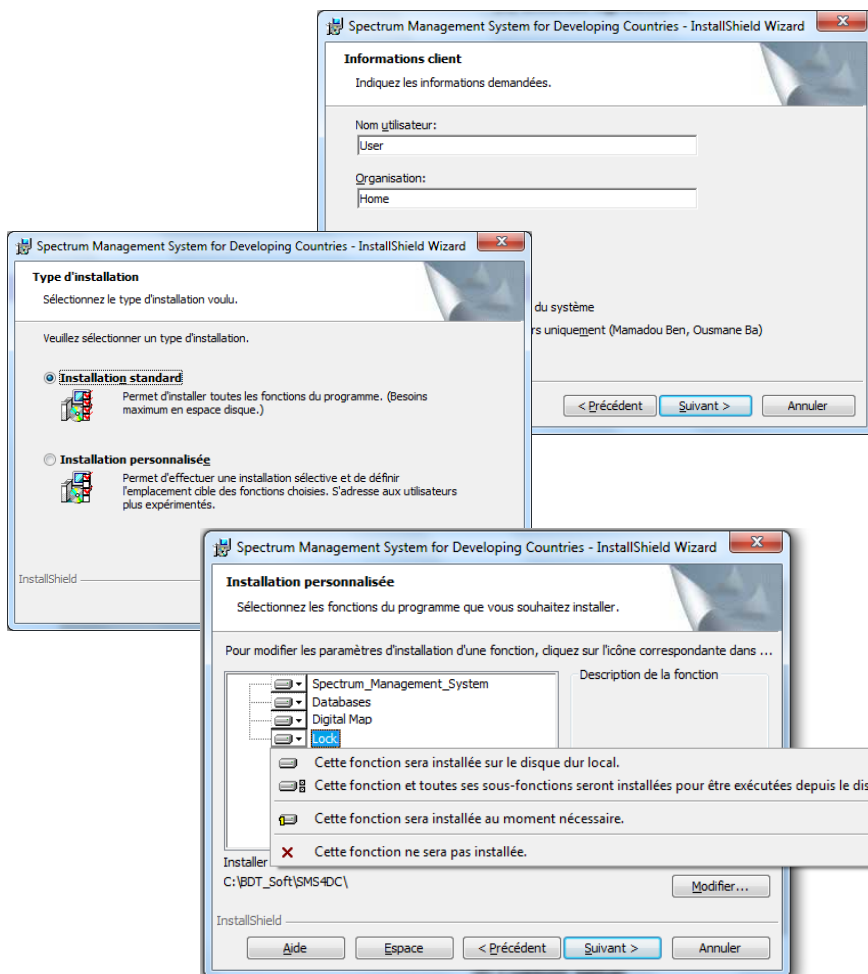 Spectrum Management System for Developing Countries - InstallShield Wizard
Informations client
Indiquez les informations demandées.
Nom utilisateur:
User
Organisation:
Home
du système
rs uniquement (Mamadou Ben, Ousmane Ba)
< Précédent
Suivant >
Annuler
Spectrum Management System for Developing Countries - InstallShield Wizard
Type d'installation
Sélectionnez le type d'installation voulu.
Veuillez sélectionner un type d'installation.
Installation standard
Permet d'installer toutes les fonctions du programme. (Besoins
maximum en espace disque.)
Installation personnalisée
Permet d'effectuer une installation sélective et de définir
l'emplacement cible des fonctions choisies. S'adresse aux utilisateurs
plus expérimentés.
InstallShield
Spectrum Management System for Developing Countries - InstallShield Wizard
Installation personnalisée
Sélectionnez les fonctions du programme que vous souhaitez installer.
Pour modifier les paramètres d'installation d'une fonction, cliquez sur l'icône correspondante dans ...
Spectrum_Management_System
Databases
Digital Map
Lock
Description de la fonction
Cette fonction sera installée sur le disque dur local.
Cette fonction et toutes ses sous-fonctions seront installées pour être exécutées depuis le dis
Cette fonction sera installée au moment nécessaire.
Cette fonction ne sera pas installée.
Installer
C:\BDT_Soft\SMS4DC\
Modifier...
InstallShield
Aide
Espace
< Précédent
Suivant >
Annuler